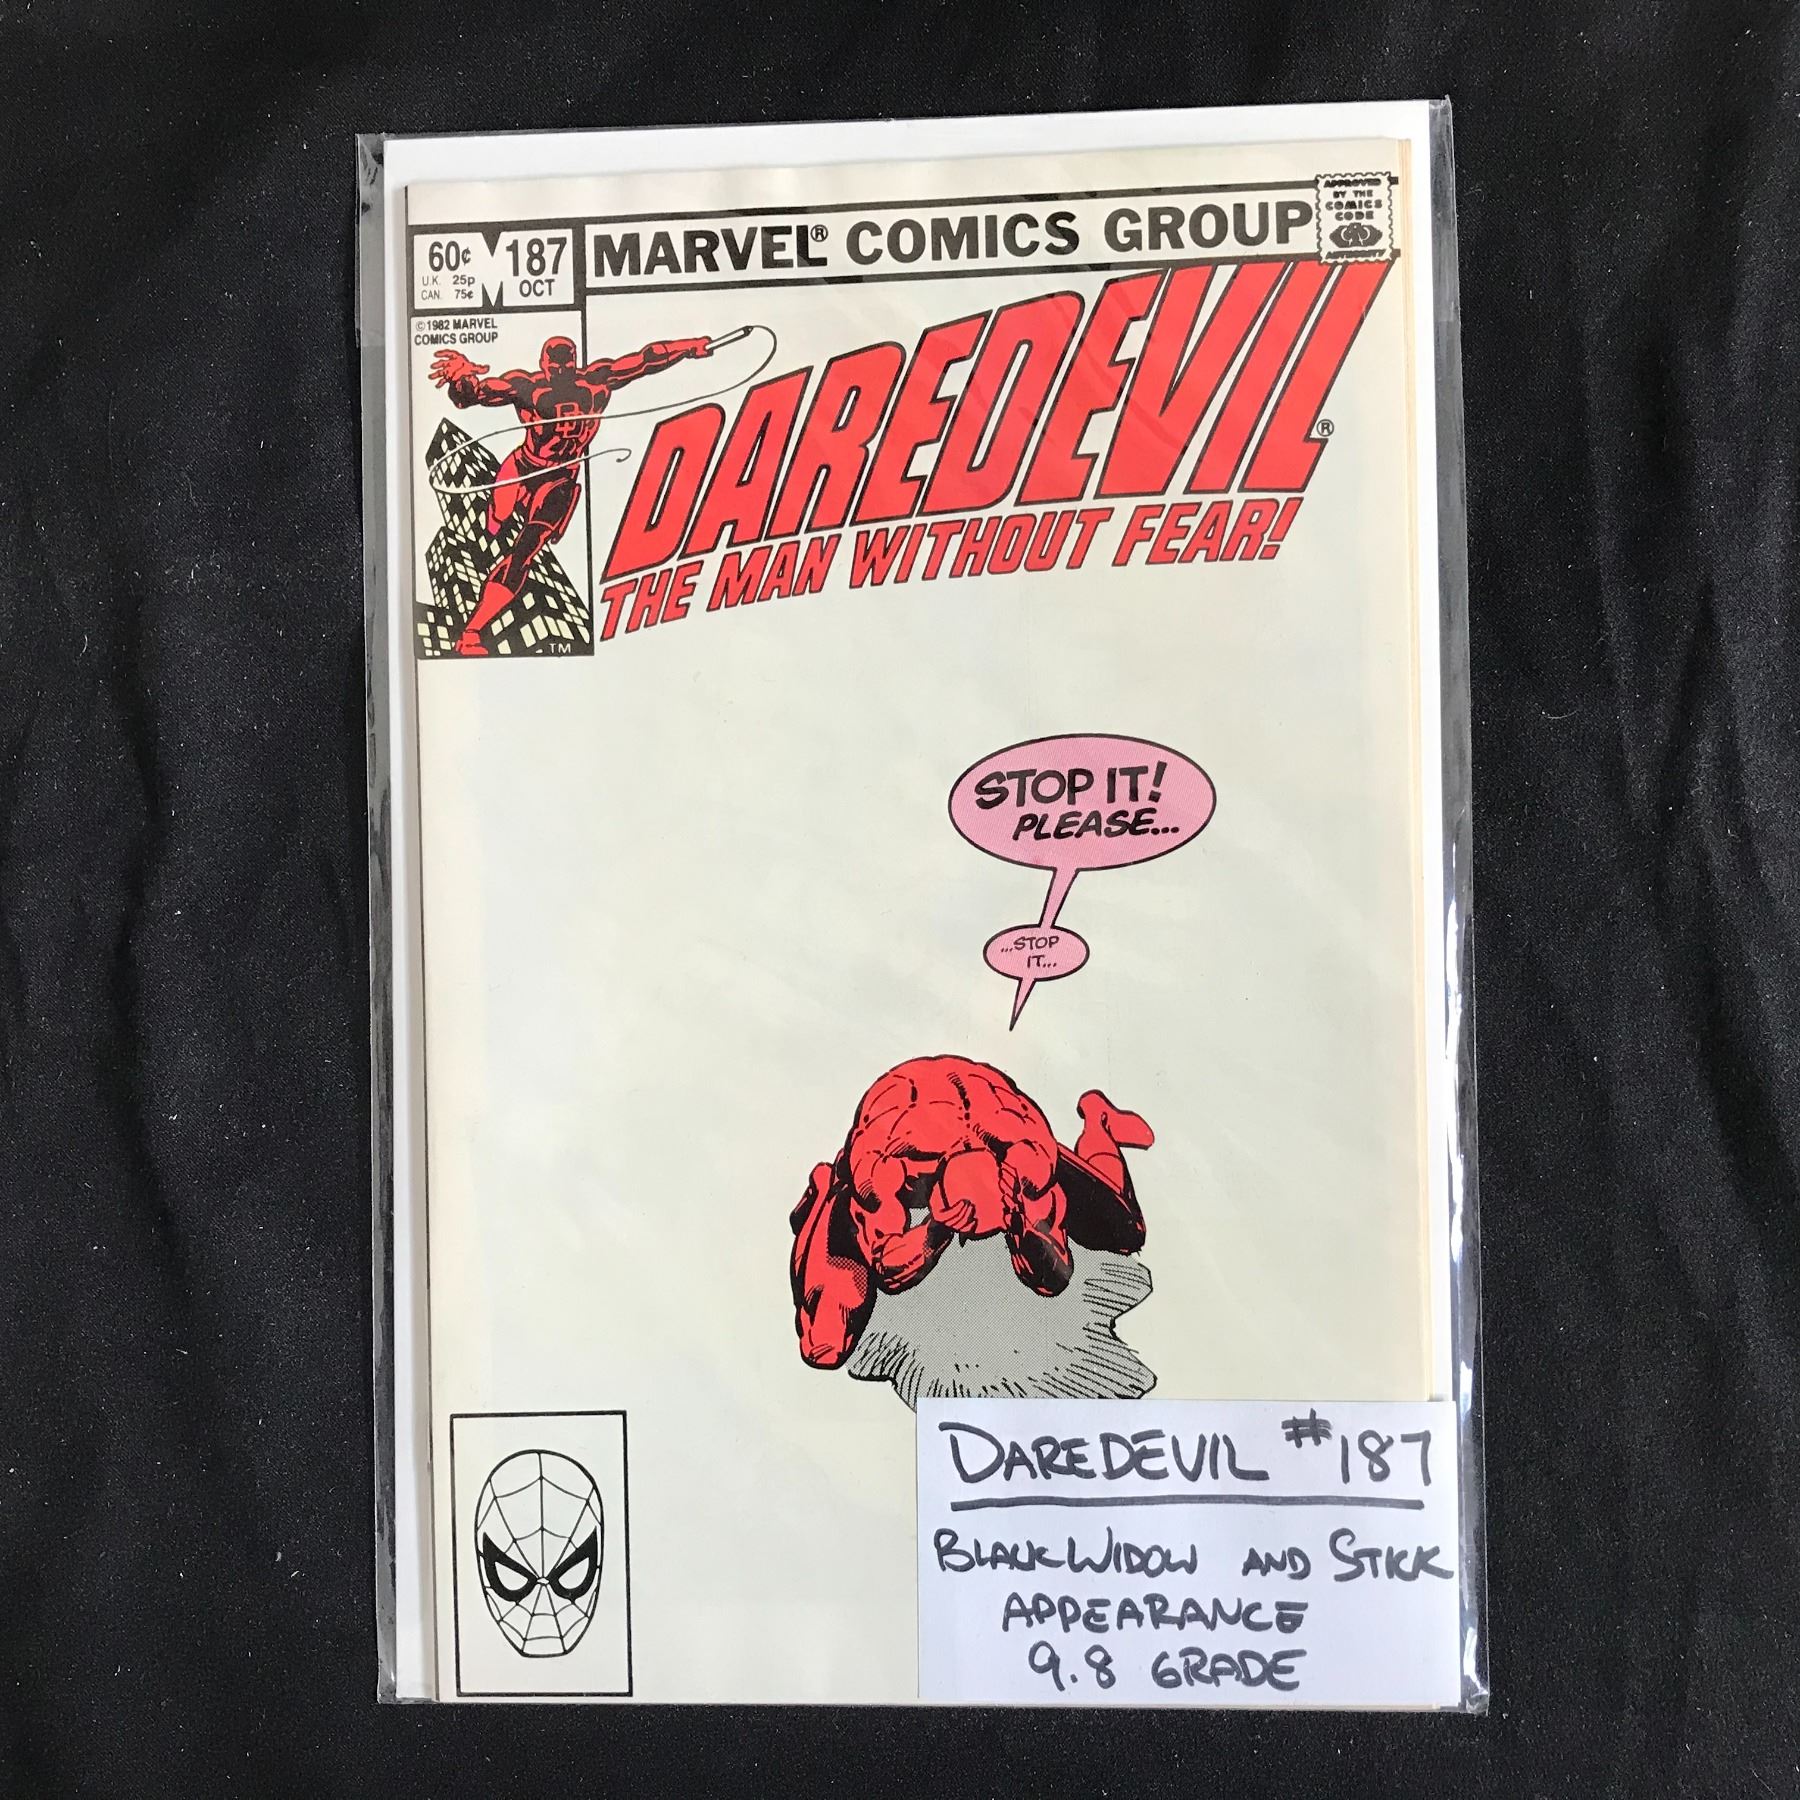 MARVEL® COMICS GROUP
APPROVED
BY THE
COMICS
CODE
AUTHORITY
60¢
U.K. 25p
CAN. 75¢
187
OCT
©1982 MARVEL
COMICS GROUP
DD
TM
DAREDEVIL®
THE MAN WITHOUT FEAR!
STOP IT!
PLEASE...
...STOP
IT...
DAREDEVIL #187
BLACK WIDOW AND STICK
APPEARANCE
9.8 GRADE